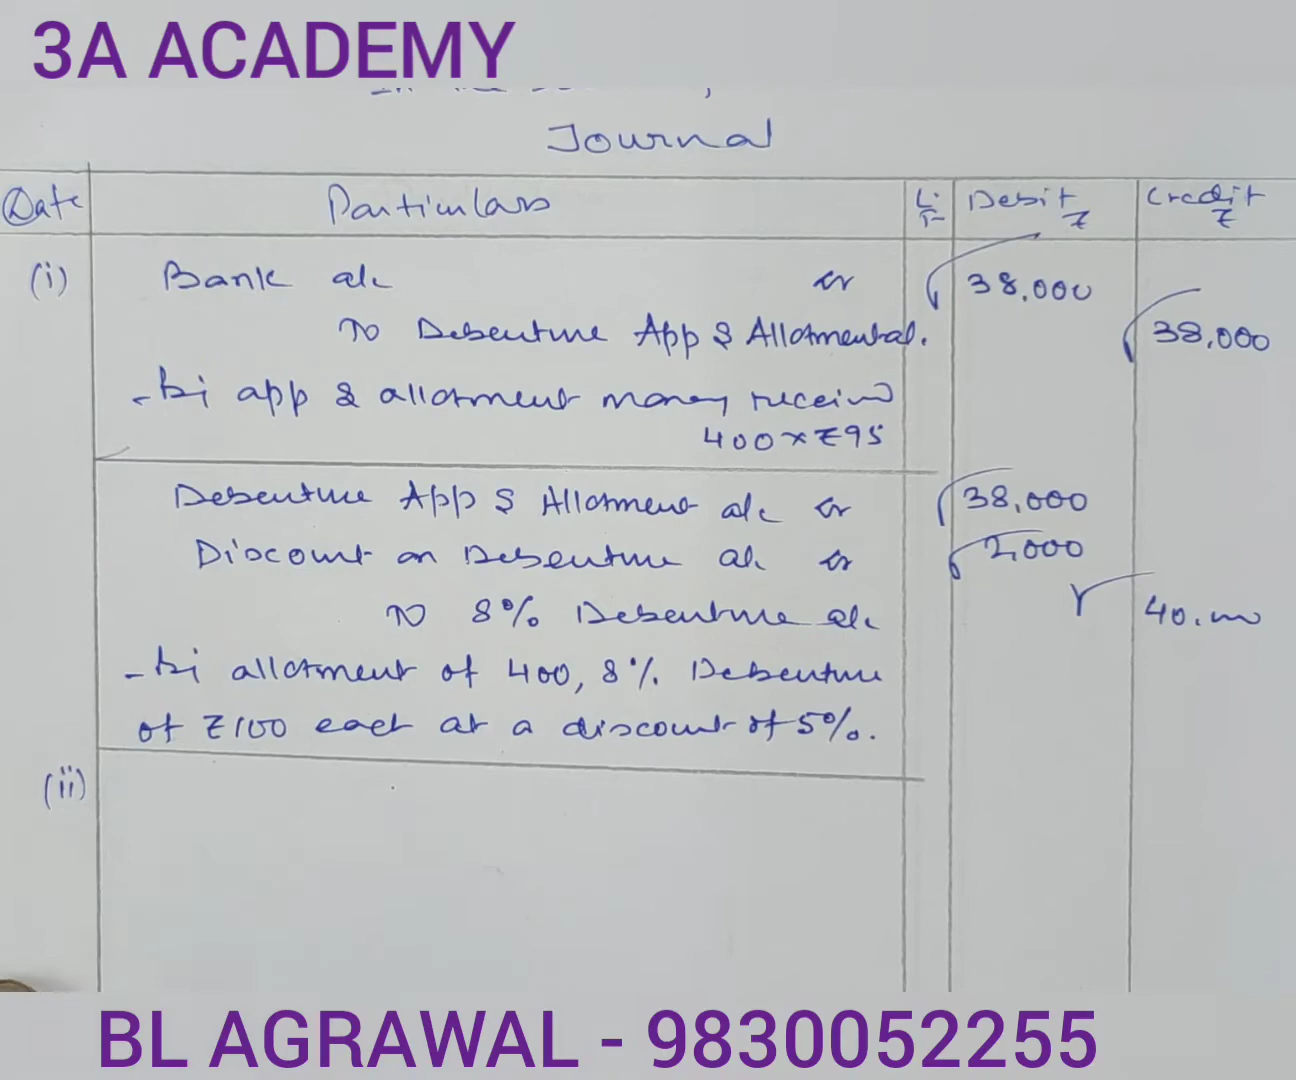 3A ACADEMY
Journal
Date Particulars L.F Debit ₹ Credit ₹
(i) Bank a/c Dr 38,000
To Debenture App & Allotment a/c. 38,000
- bi app & allotment money received
400 x ₹95
Debenture App & Allotment a/c Dr 38,000
Discount on Debenture a/c Dr 2,000
To 8% Debenture a/c 40,000
- bi allotment of 400, 8% Debenture
of ₹100 each at a discount of 5%.
(ii)
BL AGRAWAL - 9830052255